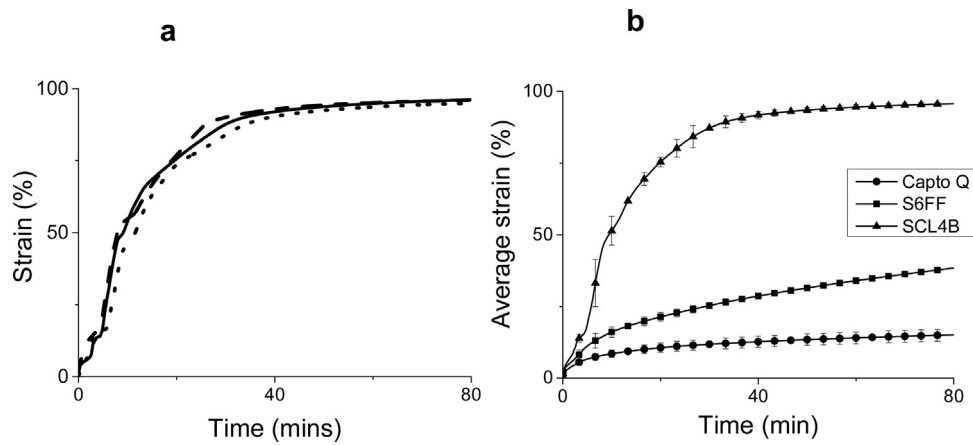 a
100
50
0
0
40
80
Strain (%)
Time (mins)
b
100
50
0
0
40
80
Average strain (%)
Time (min)
Capto Q
S6FF
SCL4B